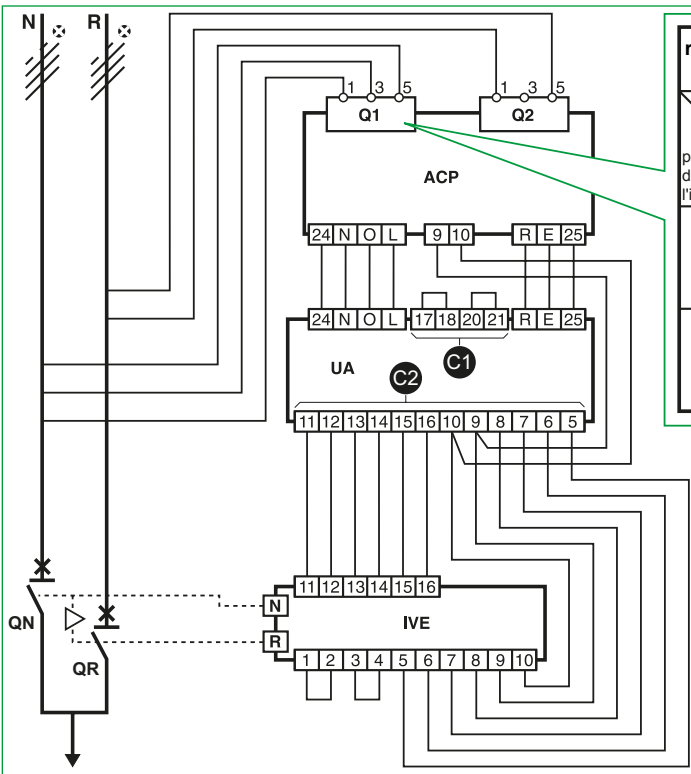 N R
1 3 5 1 3 5
Q1 Q2
ACP
24 N O L 9 10 R E 25
24 N O L 17 18 20 21 R E 25
UA C2 C1
11 12 13 14 15 16 10 9 8 7 6 5
11 12 13 14 15 16
N
IVE
R
1 2 3 4 5 6 7 8 9 10
QN
QR